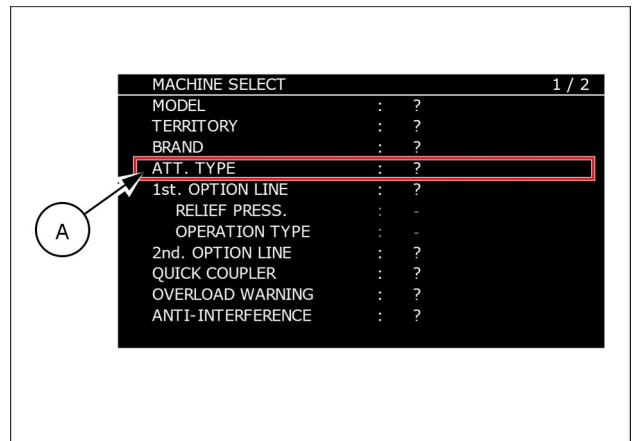 MACHINE SELECT 1 / 2
MODEL : ?
TERRITORY : ?
BRAND : ?
ATT. TYPE : ?
1st. OPTION LINE : ?
RELIEF PRESS. : -
OPERATION TYPE : -
2nd. OPTION LINE : ?
QUICK COUPLER : ?
OVERLOAD WARNING : ?
ANTI-INTERFERENCE : ?
A